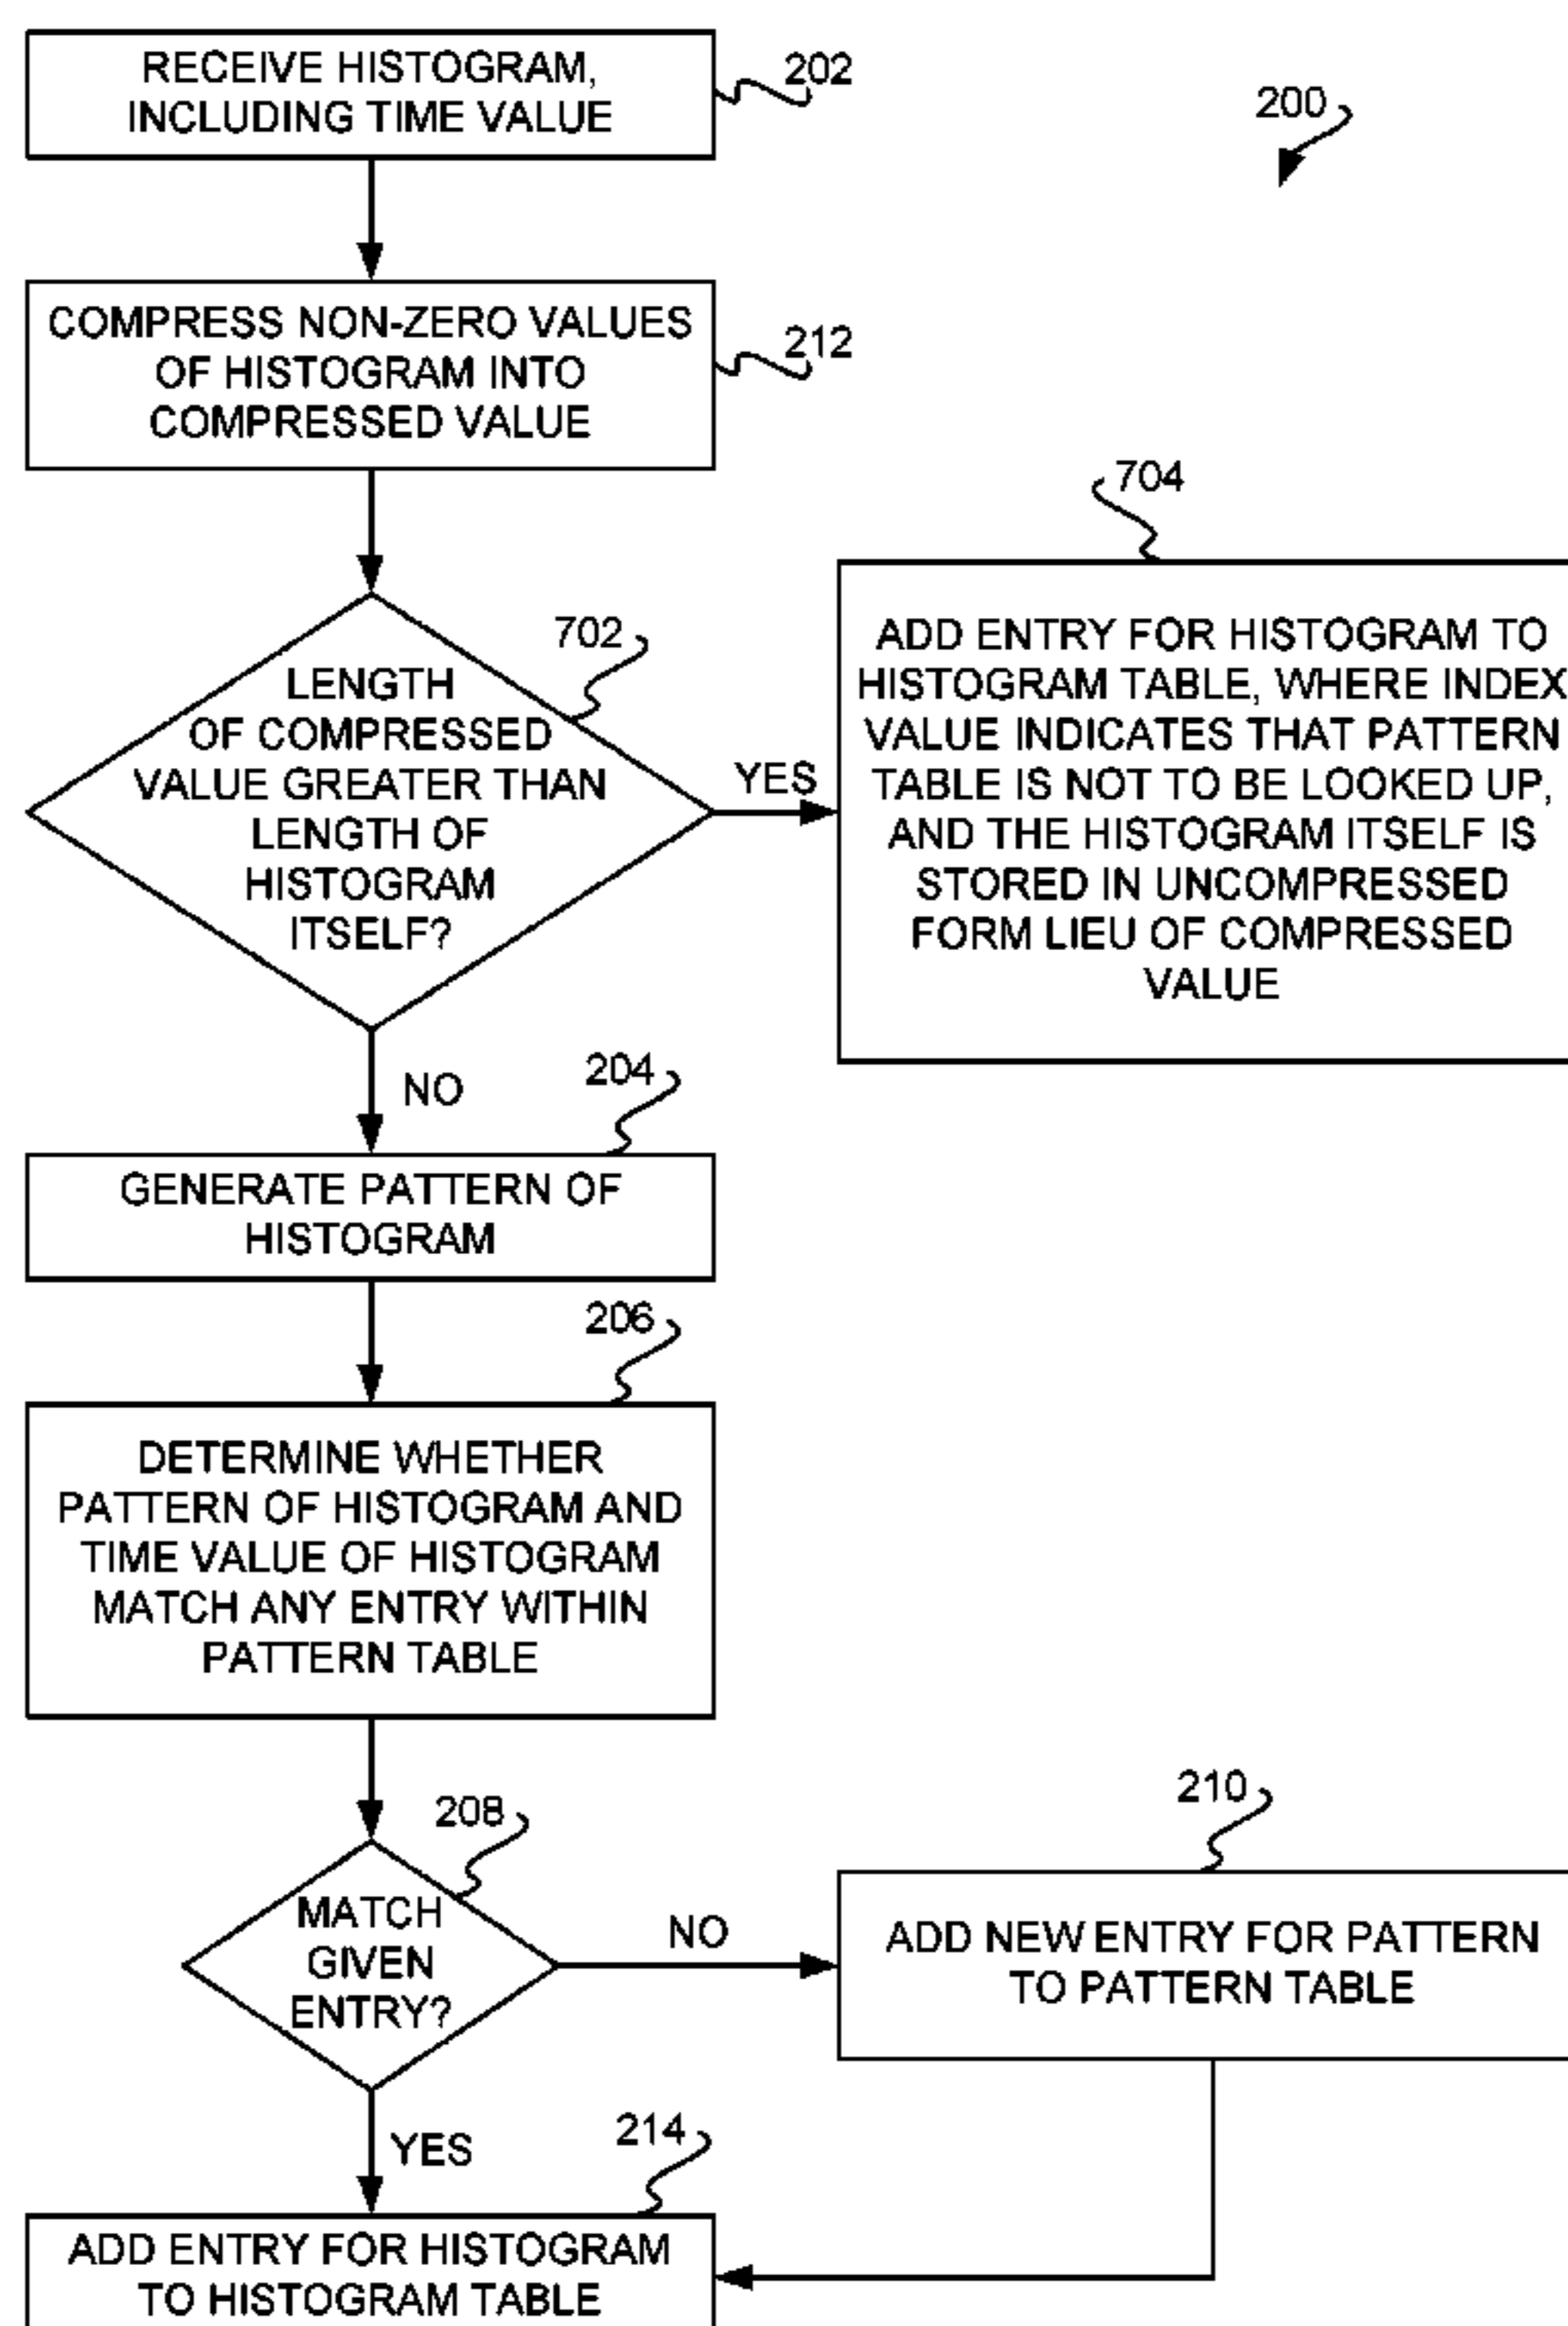 RECEIVE HISTOGRAM,
INCLUDING TIME VALUE
202
200
COMPRESS NON-ZERO VALUES
OF HISTOGRAM INTO
COMPRESSED VALUE
212
704
702
LENGTH
OF COMPRESSED
VALUE GREATER THAN
LENGTH OF
HISTOGRAM
ITSELF?
YES
ADD ENTRY FOR HISTOGRAM TO
HISTOGRAM TABLE, WHERE INDEX
VALUE INDICATES THAT PATTERN
TABLE IS NOT TO BE LOOKED UP,
AND THE HISTOGRAM ITSELF IS
STORED IN UNCOMPRESSED
FORM LIEU OF COMPRESSED
VALUE
NO
204
GENERATE PATTERN OF
HISTOGRAM
206
DETERMINE WHETHER
PATTERN OF HISTOGRAM AND
TIME VALUE OF HISTOGRAM
MATCH ANY ENTRY WITHIN
PATTERN TABLE
208
MATCH
GIVEN
ENTRY?
NO
210
ADD NEW ENTRY FOR PATTERN
TO PATTERN TABLE
YES
214
ADD ENTRY FOR HISTOGRAM
TO HISTOGRAM TABLE